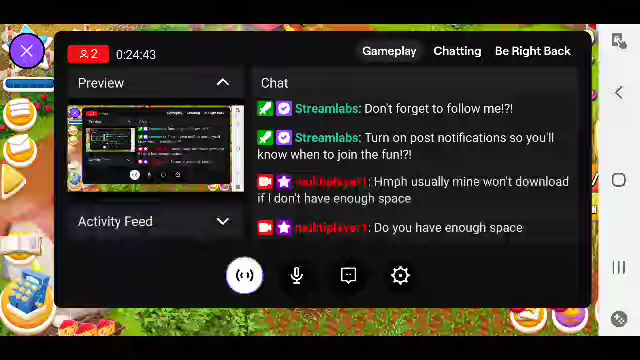 2 0:24:43 Gameplay Chatting Be Right Back
Preview
Chat
Streamlabs: Don't forget to follow me!?!
Streamlabs: Turn on post notifications so you'll
know when to join the fun!?!
multiplayer1: Hmph usually mine won't download
if I don't have enough space
Activity Feed
multiplayer1: Do you have enough space